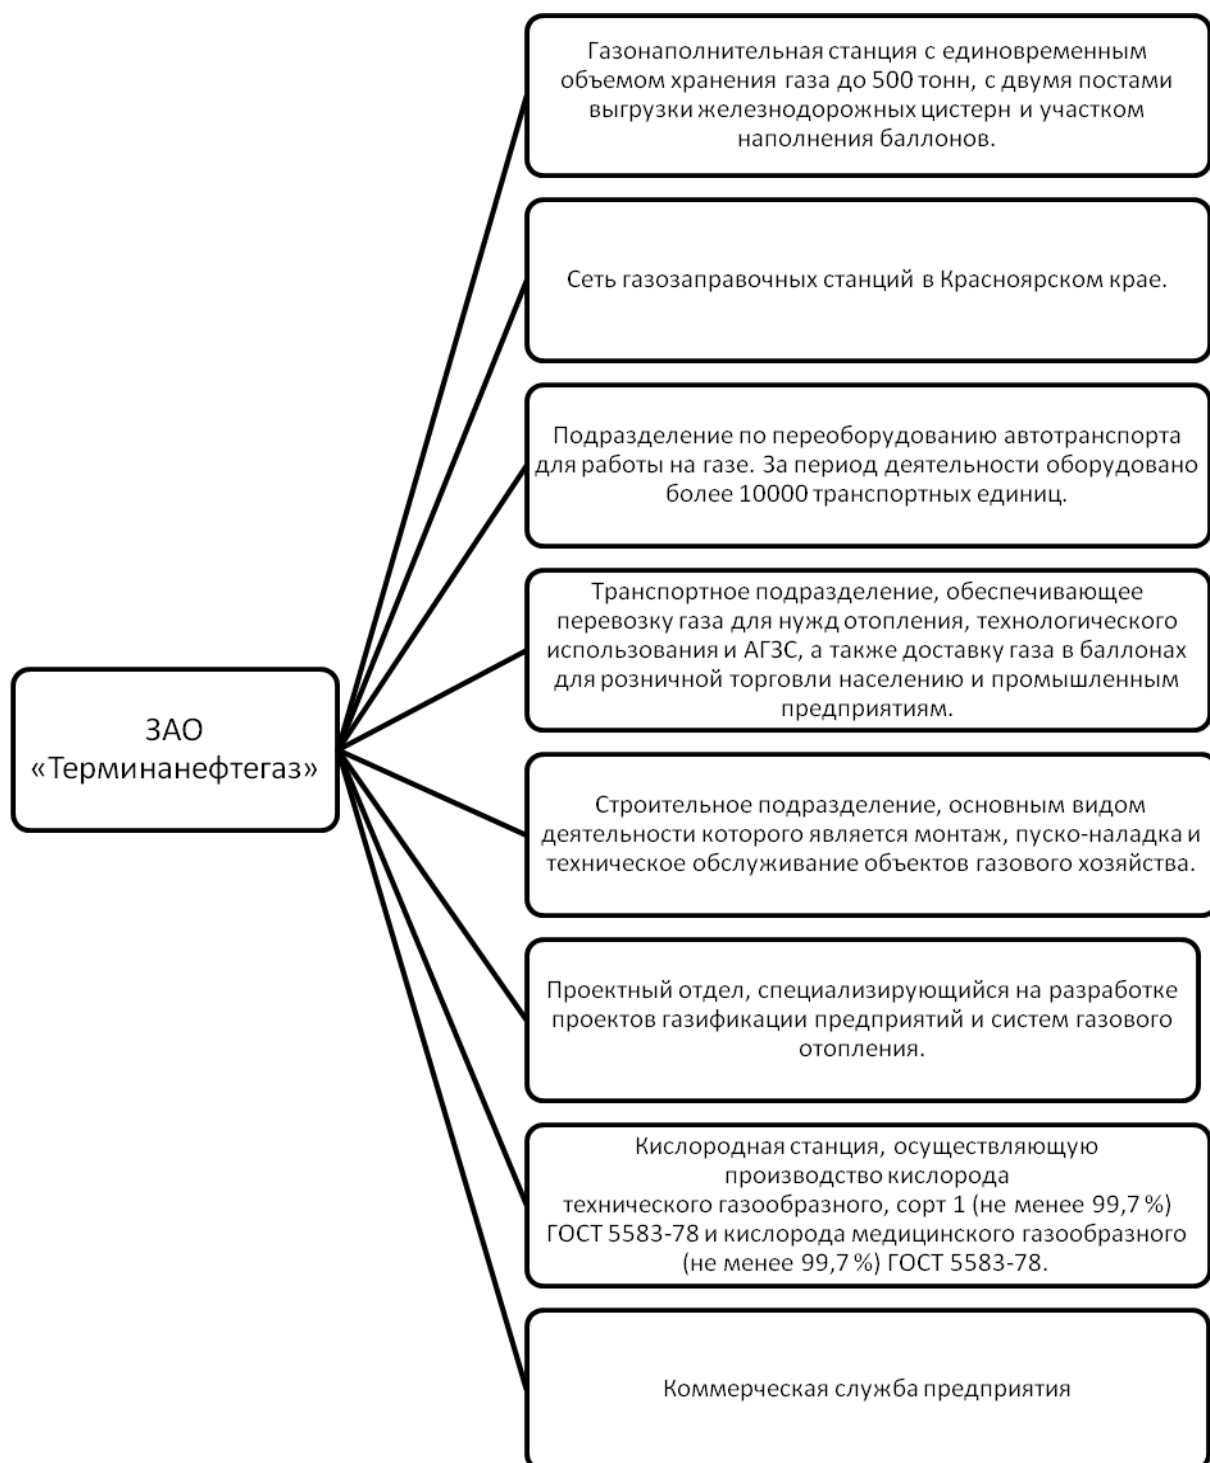 Газонаполнительная станция с единовременным
объемом хранения газа до 500 тонн, с двумя постами
выгрузки железнодорожных цистерн и участком
наполнения баллонов.
Сеть газозаправочных станций в Красноярском крае.
Подразделение по переоборудованию автотранспорта
для работы на газе. За период деятельности оборудовано
более 10000 транспортных единиц.
Транспортное подразделение, обеспечивающее
перевозку газа для нужд отопления, технологического
использования и АГЗС, а также доставку газа в баллонах
для розничной торговли населению и промышленным
предприятиям.
ЗАО
«Терминанефтегаз»
Строительное подразделение, основным видом
деятельности которого является монтаж, пуско-наладка и
техническое обслуживание объектов газового хозяйства.
Проектный отдел, специализирующийся на разработке
проектов газификации предприятий и систем газового
отопления.
Кислородная станция, осуществляющую
производство кислорода
технического газообразного, сорт 1 (не менее 99,7 %)
ГОСТ 5583-78 и кислорода медицинского газообразного
(не менее 99,7 %) ГОСТ 5583-78.
Коммерческая служба предприятия